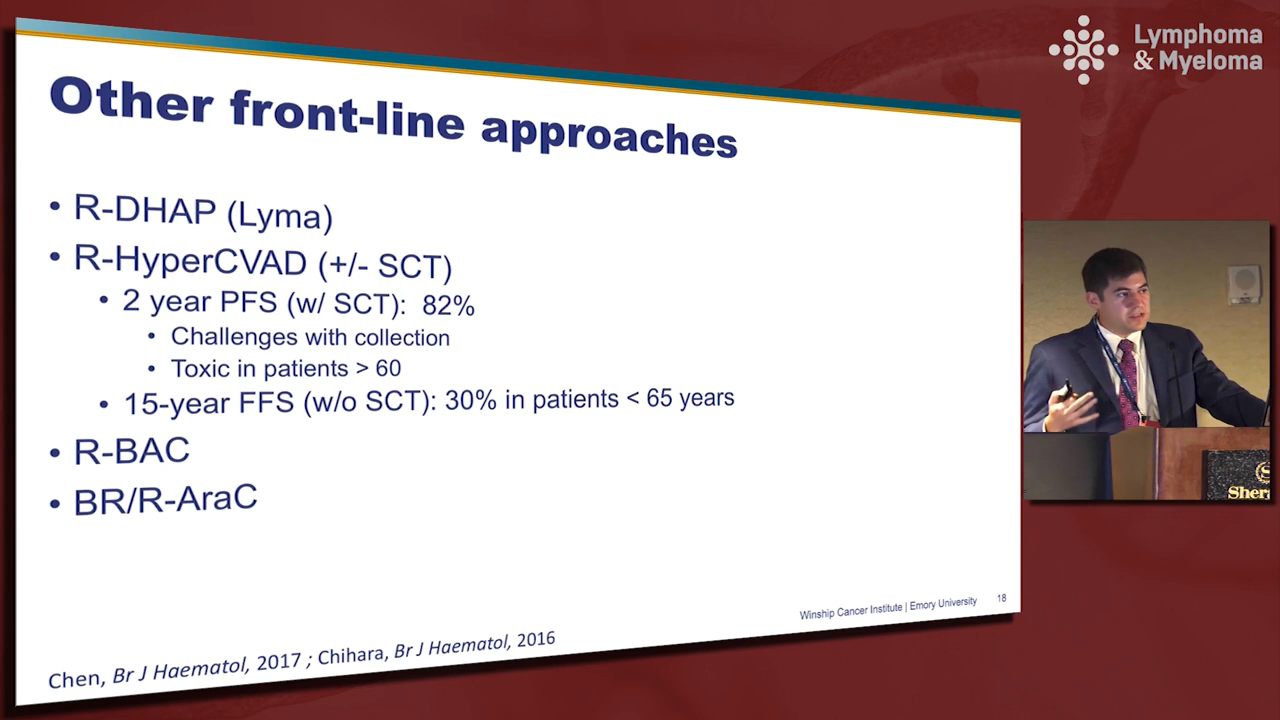 Lymphoma
& Myeloma
Other front-line approaches
• R-DHAP (Lyma)
• R-HyperCVAD (+/- SCT)
• 2 year PFS (w/ SCT): 82%
• Challenges with collection
• Toxic in patients > 60
• 15-year FFS (w/o SCT): 30% in patients < 65 years
• R-BAC
• BR/R-AraC
Winship Cancer Institute | Emory University 18
Chen, Br J Haematol, 2017 ; Chihara, Br J Haematol, 2016
Sher